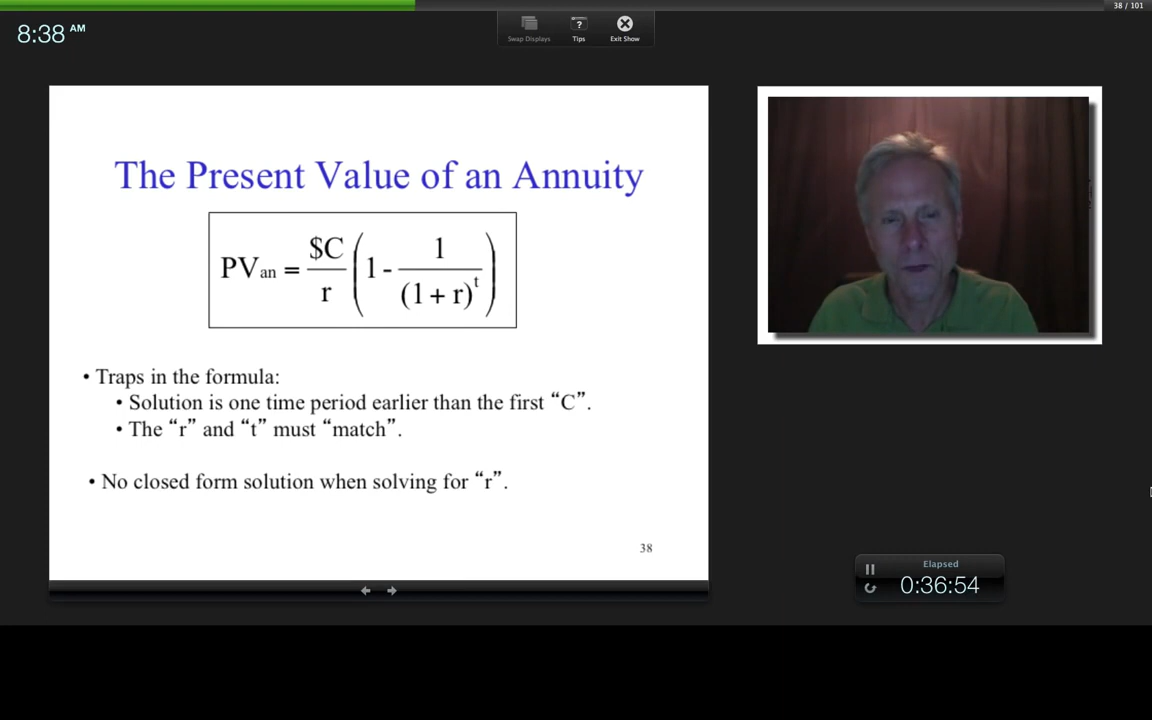 38 / 101
8:38 AM
Swap Displays
?
Tips
Exit Show
The Present Value of an Annuity
PVan = $C / r ( 1 - 1 / (1 + r)^t )
• Traps in the formula:
• Solution is one time period earlier than the first “C”.
• The “r” and “t” must “match”.
• No closed form solution when solving for “r”.
38
Elapsed
0:36:54